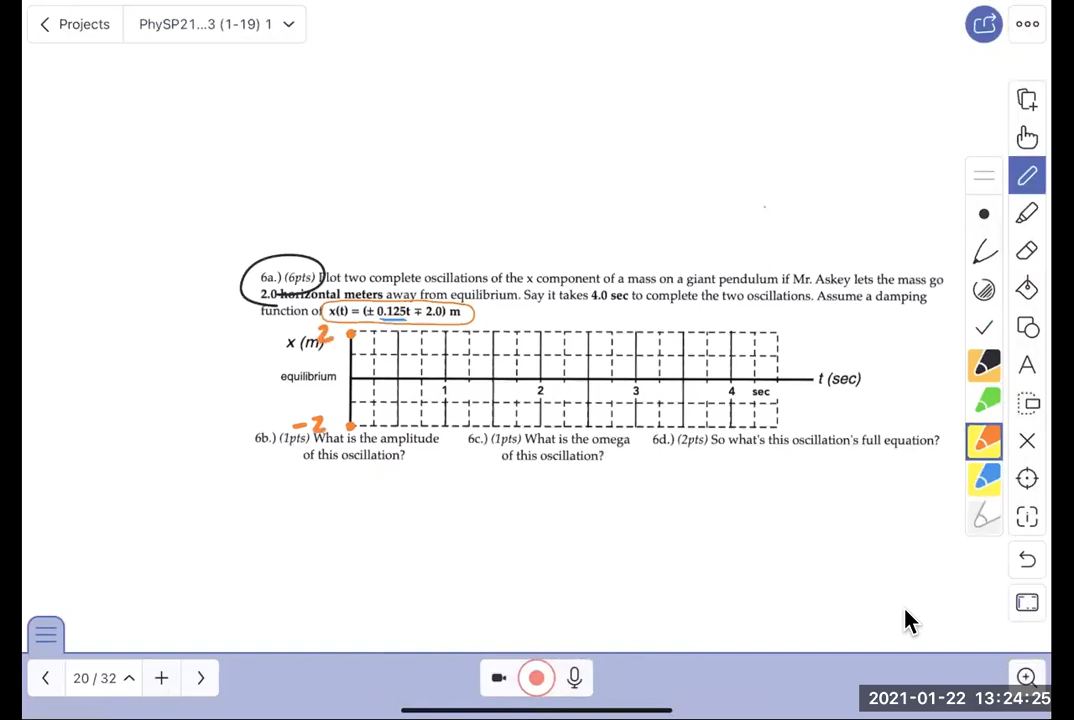 Projects
PhySP21...3 (1-19) 1
6a.) (6pts) Plot two complete oscillations of the x component of a mass on a giant pendulum if Mr. Askey lets the mass go
2.0 horizontal meters away from equilibrium. Say it takes 4.0 sec to complete the two oscillations. Assume a damping
function of x(t) = (± 0.125t ∓ 2.0) m
x (m) 2
equilibrium
t (sec)
1 2 3 4 sec
-2
6b.) (1pts) What is the amplitude
of this oscillation?
6c.) (1pts) What is the omega
of this oscillation?
6d.) (2pts) So what's this oscillation's full equation?
A
20 / 32
2021-01-22 13:24:25